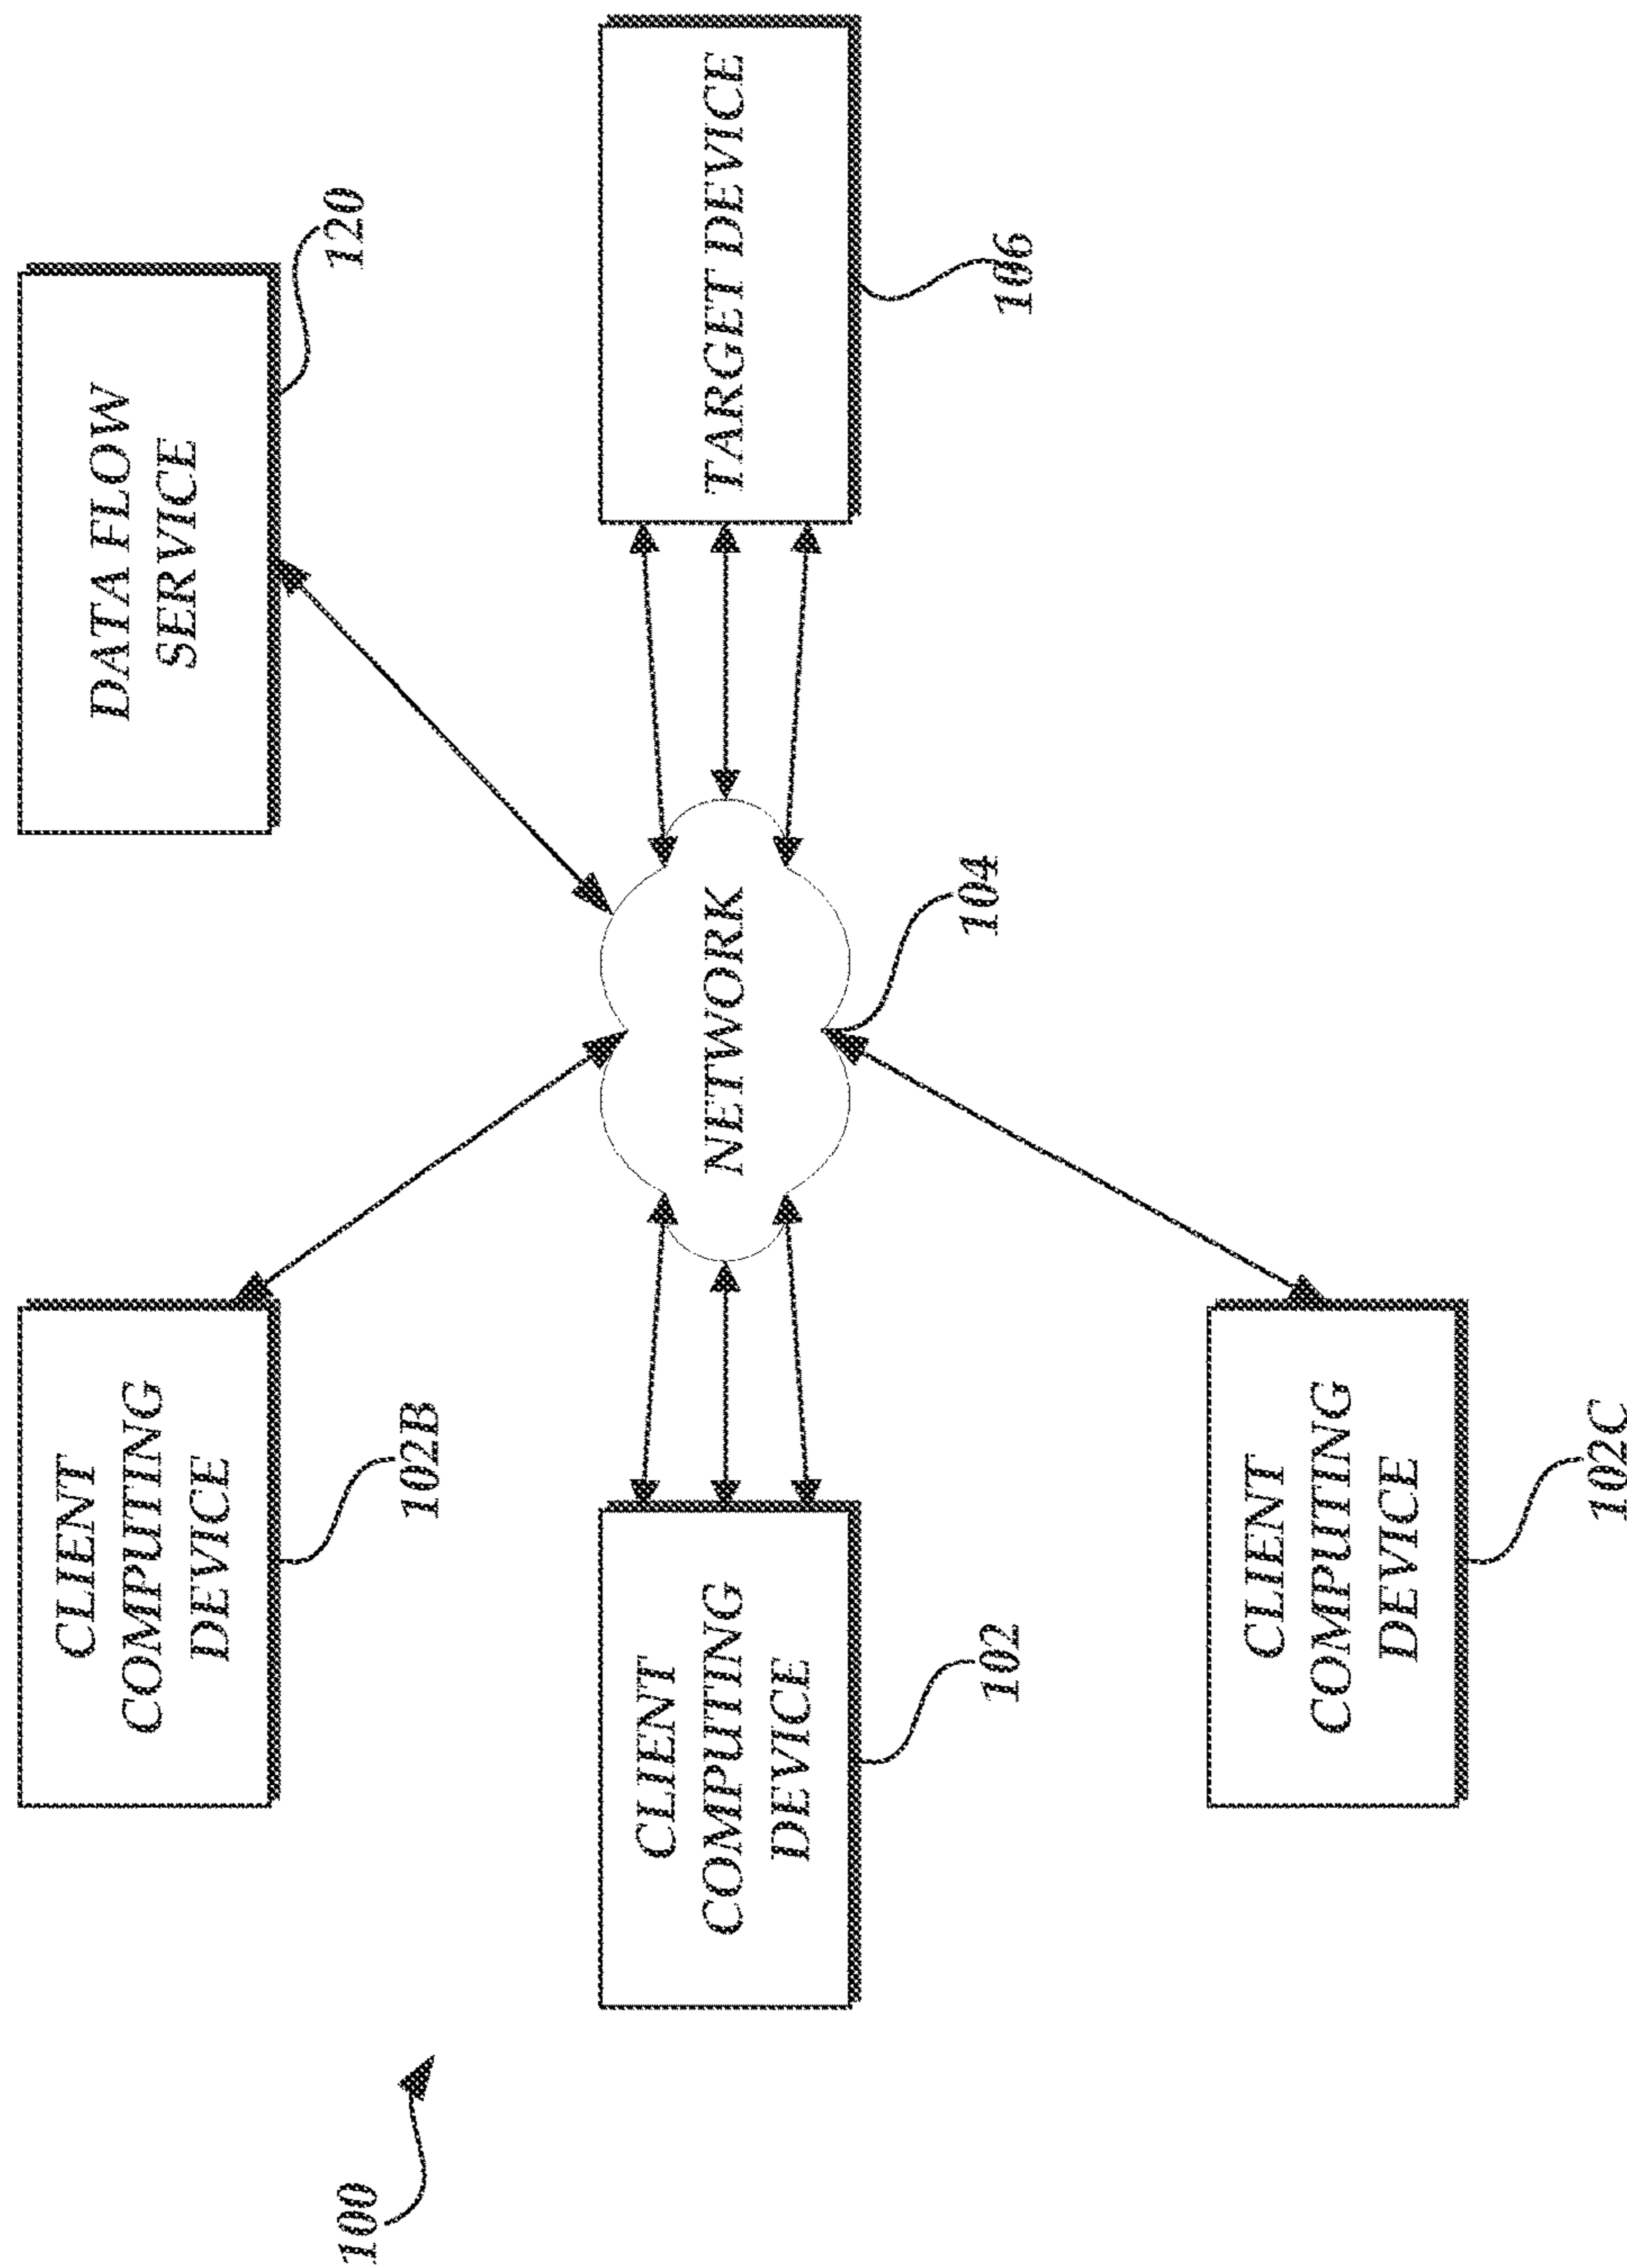 100
CLIENT
COMPUTING
DEVICE
102B
DATA FLOW
SERVICE
120
CLIENT
COMPUTING
DEVICE
102
NETWORK
104
TARGET DEVICE
106
CLIENT
COMPUTING
DEVICE
102C